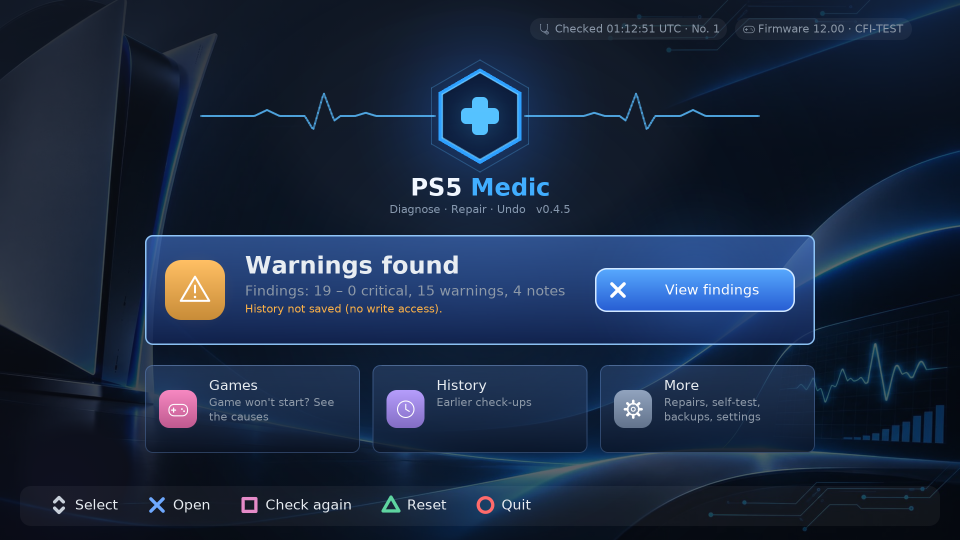 Checked 01:12:51 UTC · No. 1
Firmware 12.00 · CFI-TEST
PS5 Medic
Diagnose · Repair · Undo v0.4.5
Warnings found
Findings: 19 – 0 critical, 15 warnings, 4 notes
History not saved (no write access).
View findings
Games
Game won't start? See
the causes
History
Earlier check-ups
More
Repairs, self-test,
backups, settings
Select
Open
Check again
Reset
Quit